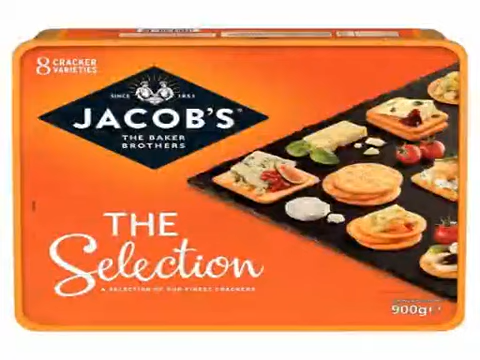 8 CRACKER
VARIETIES
SINCE 1851
JACOB'S
THE BAKER
BROTHERS
THE
Selection
A SELECTION OF OUR FINEST CRACKERS
900g e